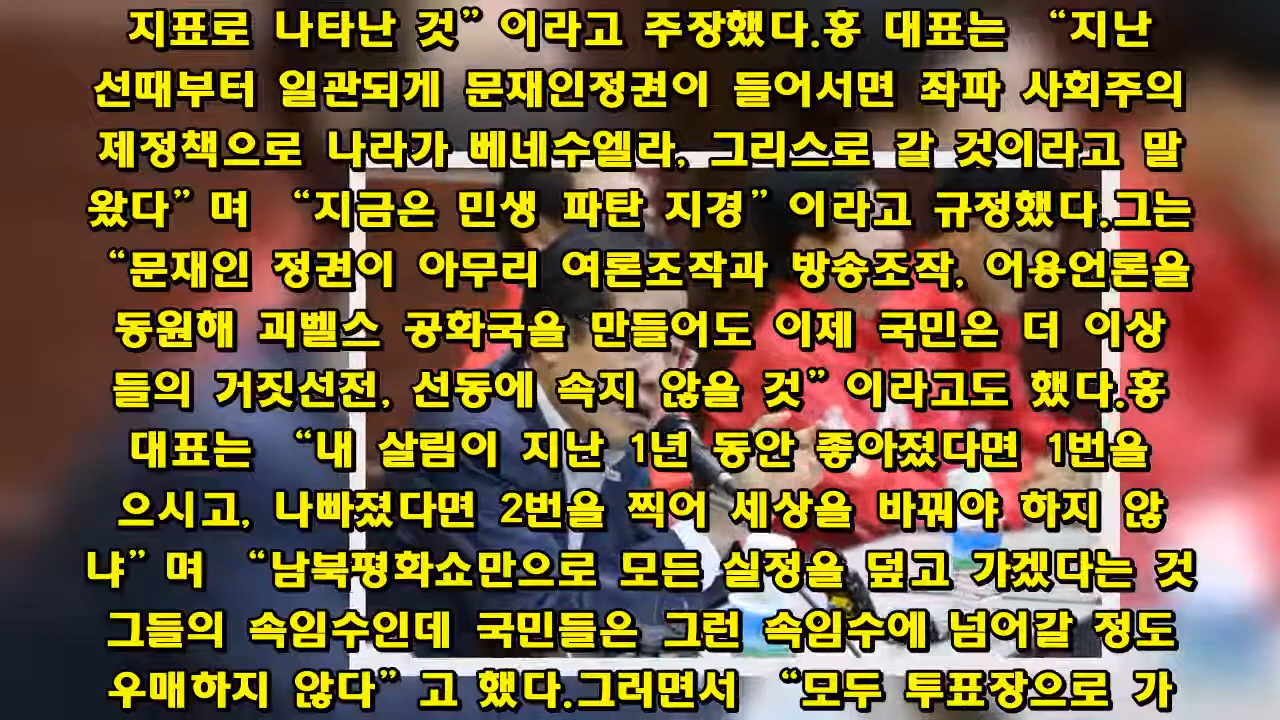 지표로 나타난 것”이라고 주장했다.홍 대표는 “지난
선때부터 일관되게 문재인정권이 들어서면 좌파 사회주의
제정책으로 나라가 베네수엘라, 그리스로 갈 것이라고 말
왔다”며 “지금은 민생 파탄 지경”이라고 규정했다.그는
“문재인 정권이 아무리 여론조작과 방송조작, 어용언론을
동원해 괴벨스 공화국을 만들어도 이제 국민은 더 이상
들의 거짓선전, 선동에 속지 않을 것”이라고도 했다.홍
대표는 “내 살림이 지난 1년 동안 좋아졌다면 1번을
으시고, 나빠졌다면 2번을 찍어 세상을 바꿔야 하지 않
냐”며 “남북평화쇼만으로 모든 실정을 덮고 가겠다는 것
그들의 속임수인데 국민들은 그런 속임수에 넘어갈 정도
우매하지 않다”고 했다.그러면서 “모두 투표장으로 가